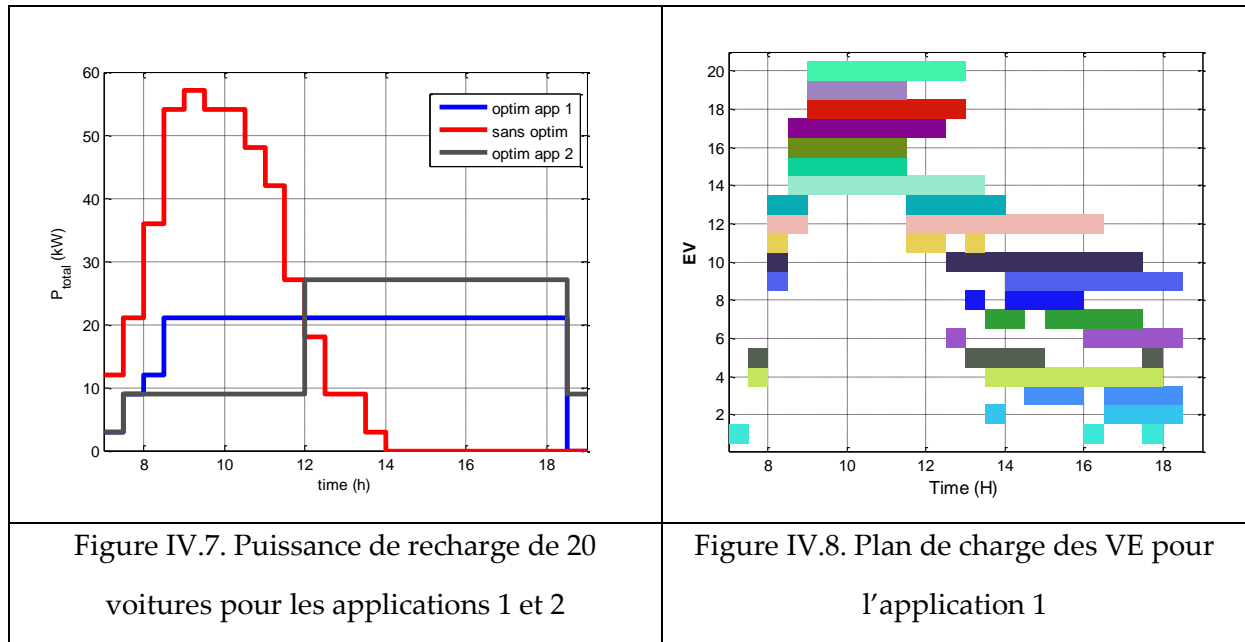 60
50
40
30
20
10
0
P_total (kW)
optim app 1
sans optim
optim app 2
8
10
12
14
16
18
time (h)
Figure IV.7. Puissance de recharge de 20
voitures pour les applications 1 et 2
20
18
16
14
12
10
8
6
4
2
EV
8
10
12
14
16
18
Time (H)
Figure IV.8. Plan de charge des VE pour
l’application 1